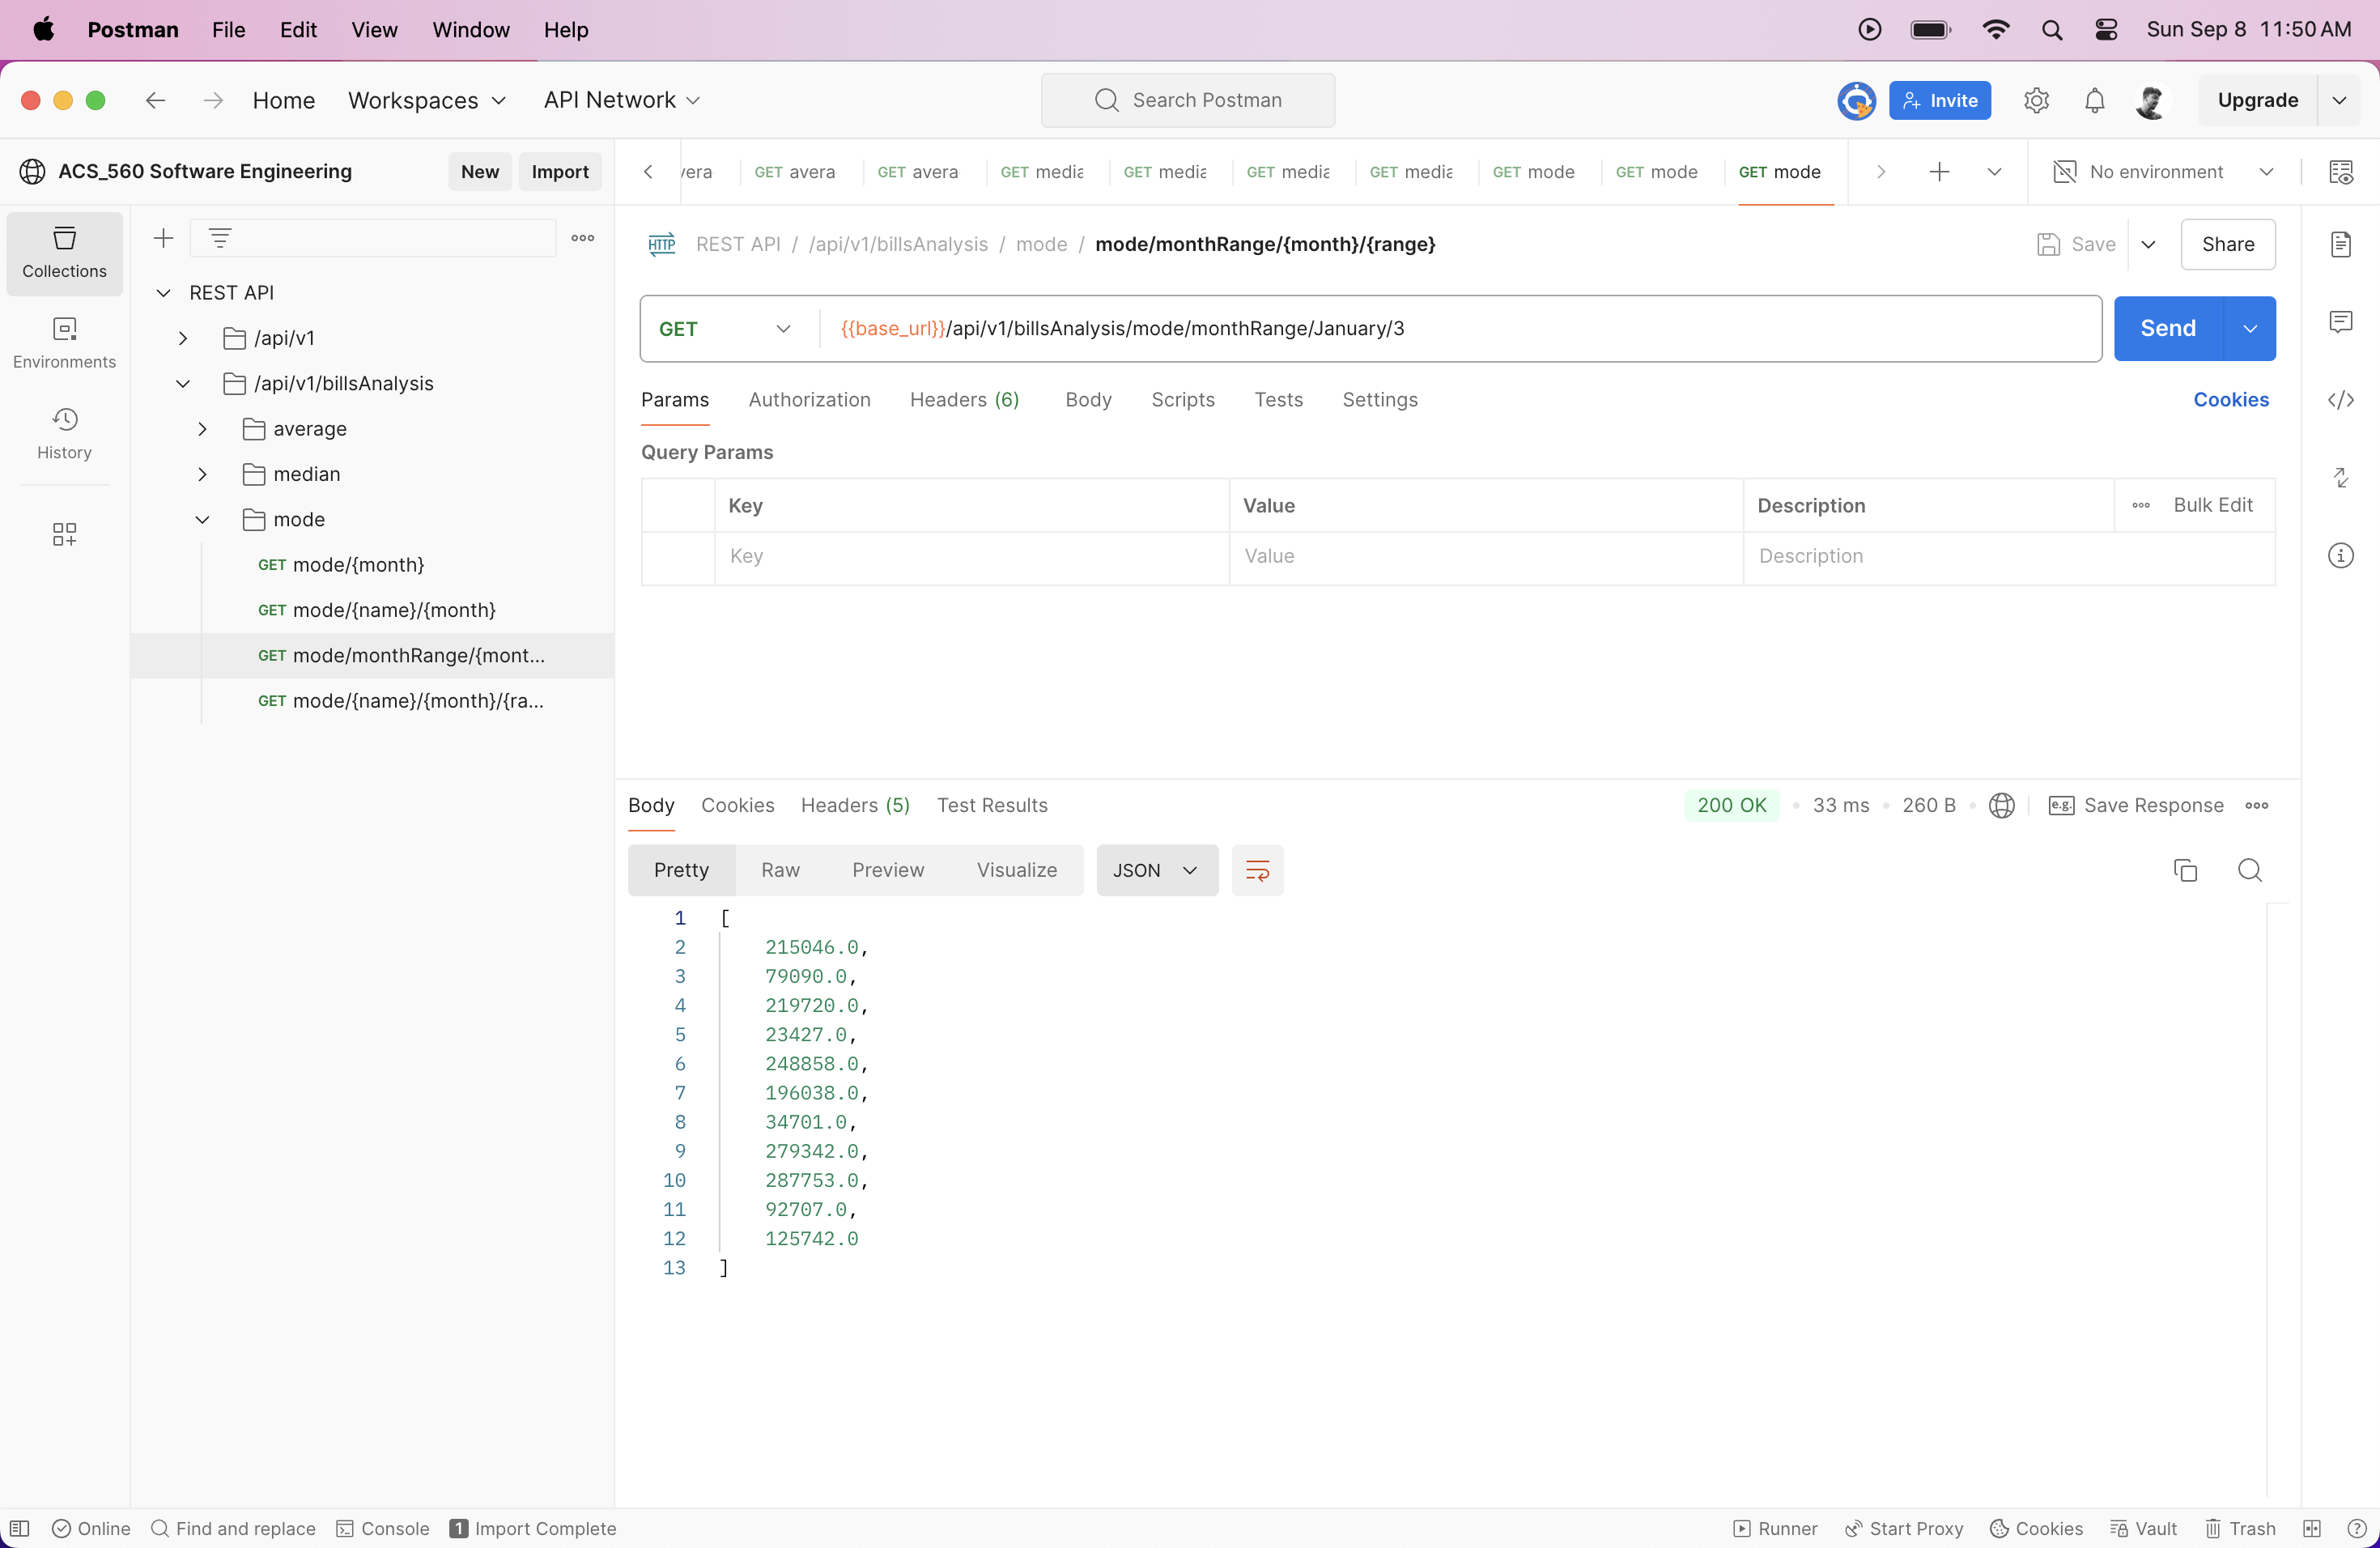 Postman File Edit View Window Help Sun Sep 8 11:50 AM
Home Workspaces API Network Search Postman Invite Upgrade
ACS_560 Software Engineering New Import
vera GET avera GET avera GET media GET media GET media GET media GET mode GET mode GET mode No environment
Collections
Environments
History
REST API
/api/v1
/api/v1/billsAnalysis
average
median
mode
GET mode/{month}
GET mode/{name}/{month}
GET mode/monthRange/{mont...
GET mode/{name}/{month}/{ra...
HTTP REST API / /api/v1/billsAnalysis / mode / mode/monthRange/{month}/{range} Save Share
GET {{base_url}}/api/v1/billsAnalysis/mode/monthRange/January/3 Send
Params Authorization Headers (6) Body Scripts Tests Settings Cookies
Query Params
Key Value Description Bulk Edit
Key Value Description
Body Cookies Headers (5) Test Results 200 OK 33 ms 260 B e.g. Save Response
Pretty Raw Preview Visualize JSON
1 [
2 215046.0,
3 79090.0,
4 219720.0,
5 23427.0,
6 248858.0,
7 196038.0,
8 34701.0,
9 279342.0,
10 287753.0,
11 92707.0,
12 125742.0
13 ]
Online Find and replace Console 1 Import Complete Runner Start Proxy Cookies Vault Trash